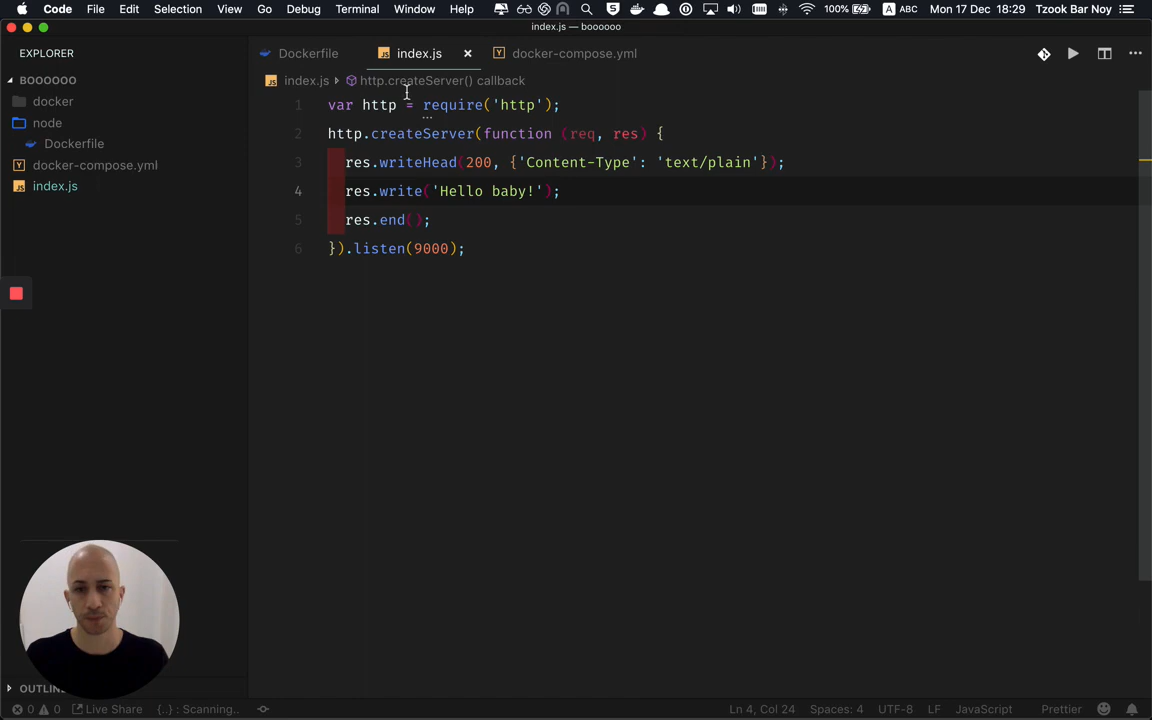 Code File Edit Selection View Go Debug Terminal Window Help 100% A ABC Mon 17 Dec 18:29 Tzook Bar Noy
index.js — boooooo
EXPLORER
Dockerfile
JS index.js ×
Y docker-compose.yml
BOOOOOO
JS index.js http.createServer() callback
docker
node
Dockerfile
Y docker-compose.yml
JS index.js
1 var http = require('http');
2 http.createServer(function (req, res) {
3 res.writeHead(200, {'Content-Type': 'text/plain'});
4 res.write('Hello baby!');
5 res.end();
6 }).listen(9000);
0 0 Live Share {..} : Scanning..
Ln 4, Col 24 Spaces: 4 UTF-8 LF JavaScript Prettier